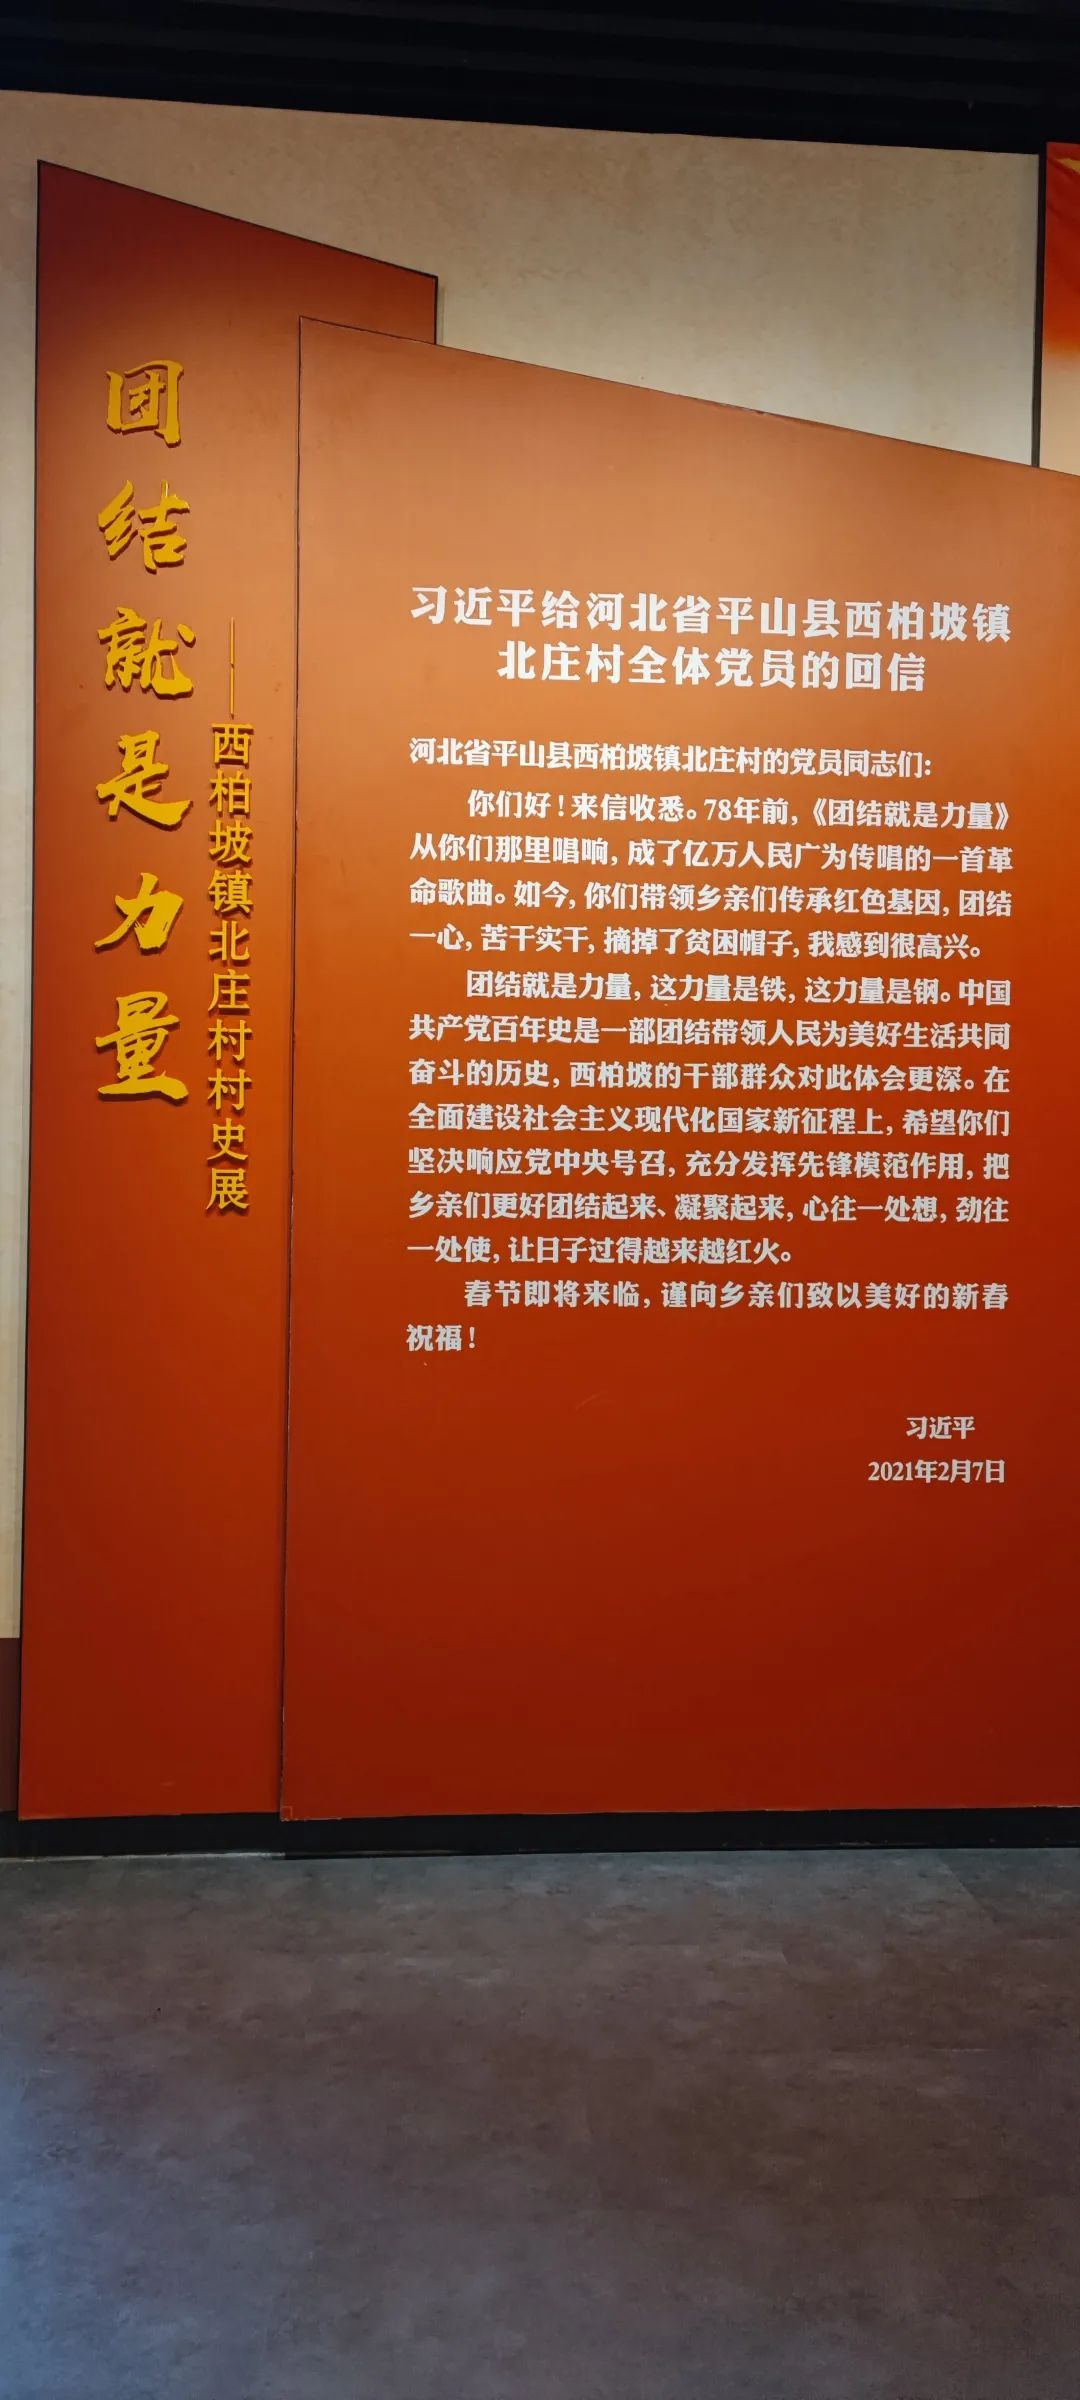 团结就是力量
——西柏坡镇北庄村村史展
习近平给河北省平山县西柏坡镇
北庄村全体党员的回信
河北省平山县西柏坡镇北庄村的党员同志们：
你们好！来信收悉。78年前，《团结就是力量》
从你们那里唱响，成了亿万人民广为传唱的一首革
命歌曲。如今，你们带领乡亲们传承红色基因，团结
一心，苦干实干，摘掉了贫困帽子，我感到很高兴。
团结就是力量，这力量是铁，这力量是钢。中国
共产党百年史是一部团结带领人民为美好生活共同
奋斗的历史，西柏坡的干部群众对此体会更深。在
全面建设社会主义现代化国家新征程上，希望你们
坚决响应党中央号召，充分发挥先锋模范作用，把
乡亲们更好团结起来、凝聚起来，心往一处想，劲往
一处使，让日子过得越来越红火。
春节即将来临，谨向乡亲们致以美好的新春
祝福！
习近平
2021年2月7日